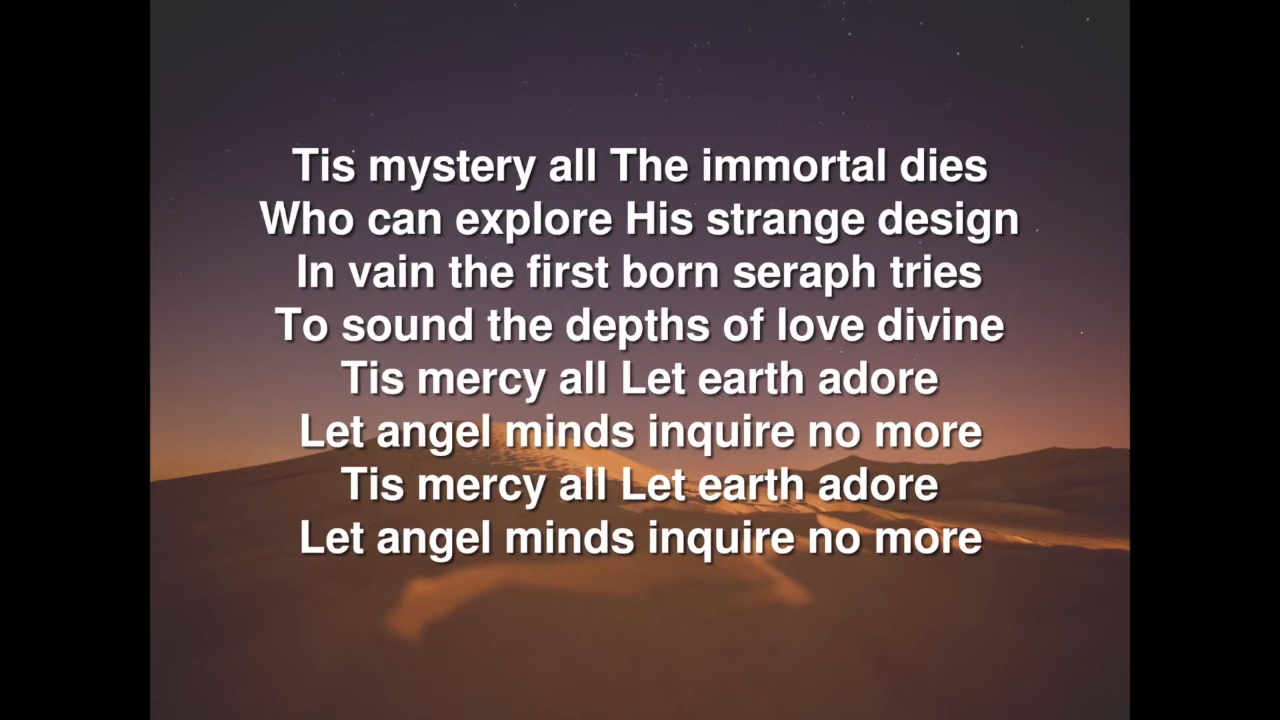 Tis mystery all The immortal dies
Who can explore His strange design
In vain the first born seraph tries
To sound the depths of love divine
Tis mercy all Let earth adore
Let angel minds inquire no more
Tis mercy all Let earth adore
Let angel minds inquire no more